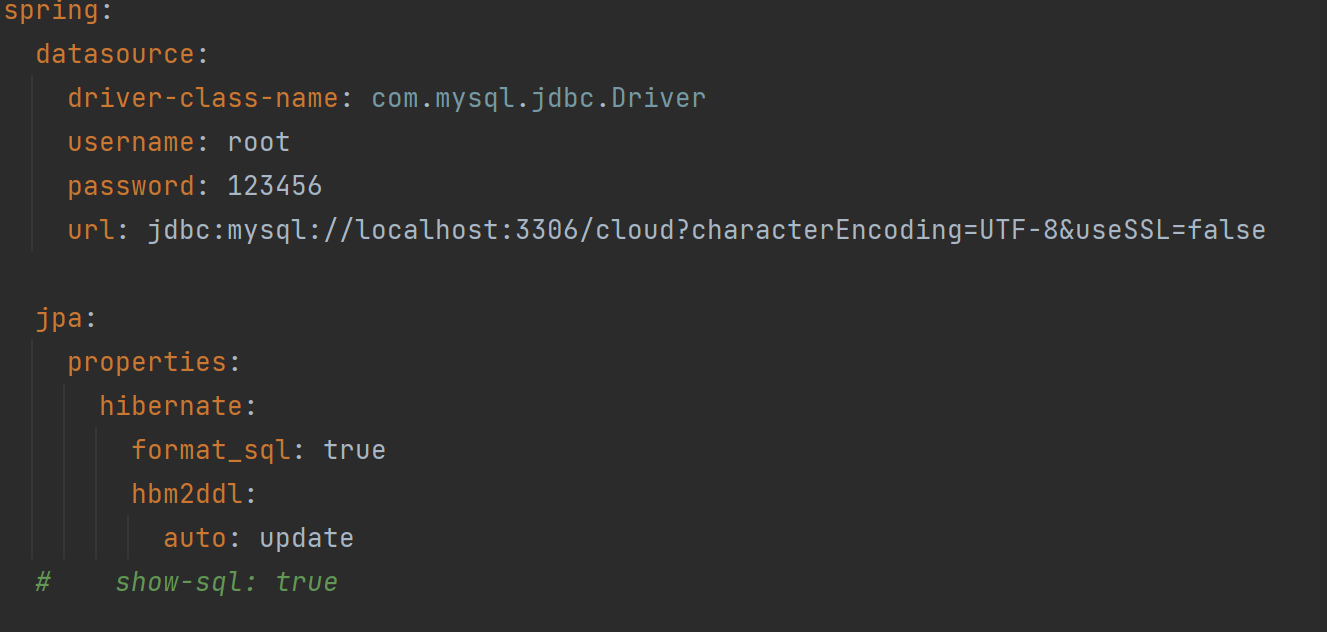 spring:
  datasource:
    driver-class-name: com.mysql.jdbc.Driver
    username: root
    password: 123456
    url: jdbc:mysql://localhost:3306/cloud?characterEncoding=UTF-8&useSSL=false
  jpa:
    properties:
      hibernate:
        format_sql: true
        hbm2ddl:
          auto: update
  #    show-sql: true